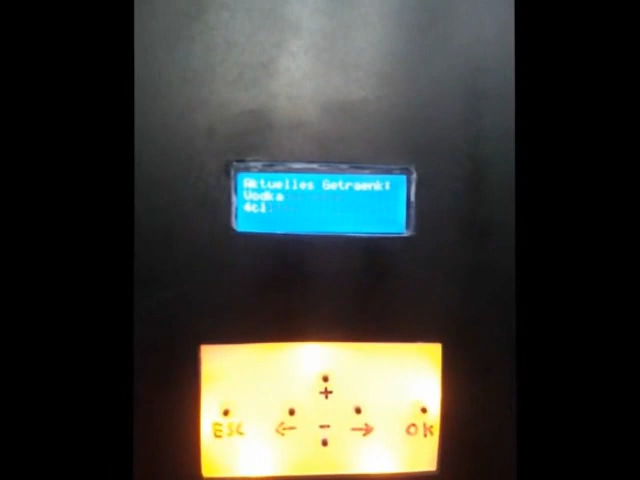 Aktuelles Getraenk:
Vodka
4cl
+
ESC ← - → OK